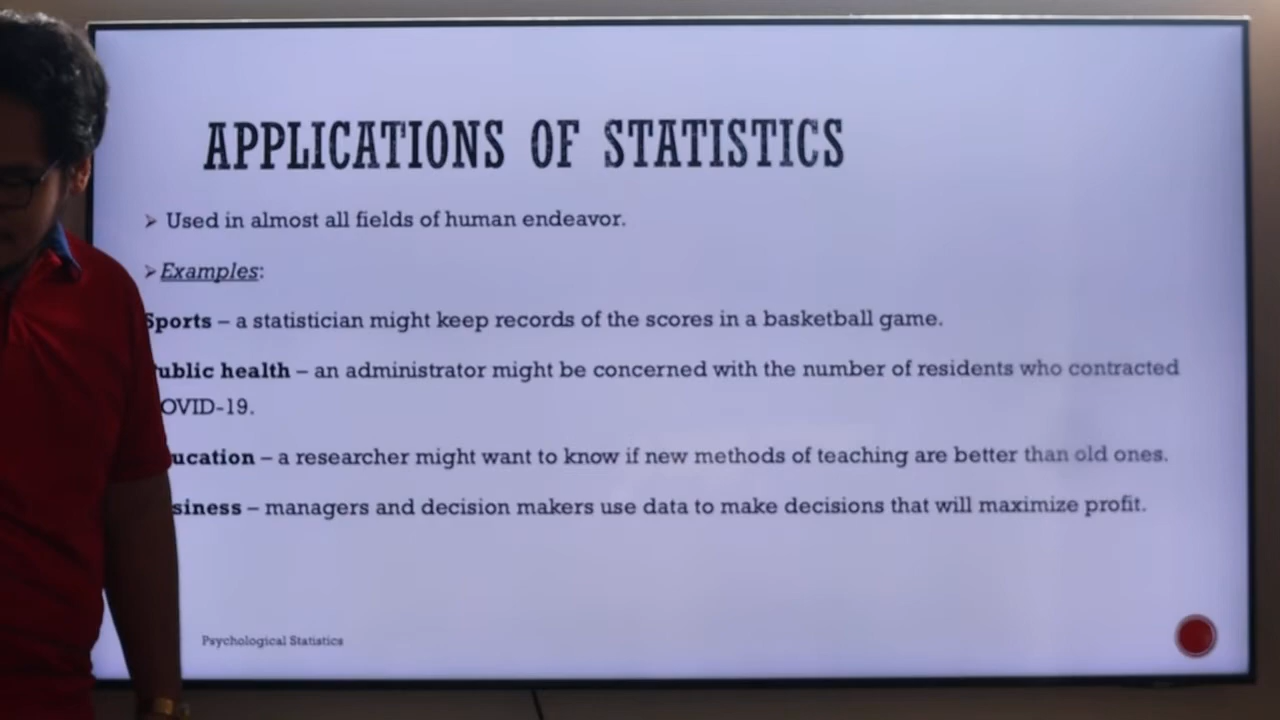 APPLICATIONS OF STATISTICS
➢ Used in almost all fields of human endeavor.
➢ Examples:
Sports – a statistician might keep records of the scores in a basketball game.
ublic health – an administrator might be concerned with the number of residents who contracted
OVID-19.
ucation – a researcher might want to know if new methods of teaching are better than old ones.
siness – managers and decision makers use data to make decisions that will maximize profit.
Psychological Statistics